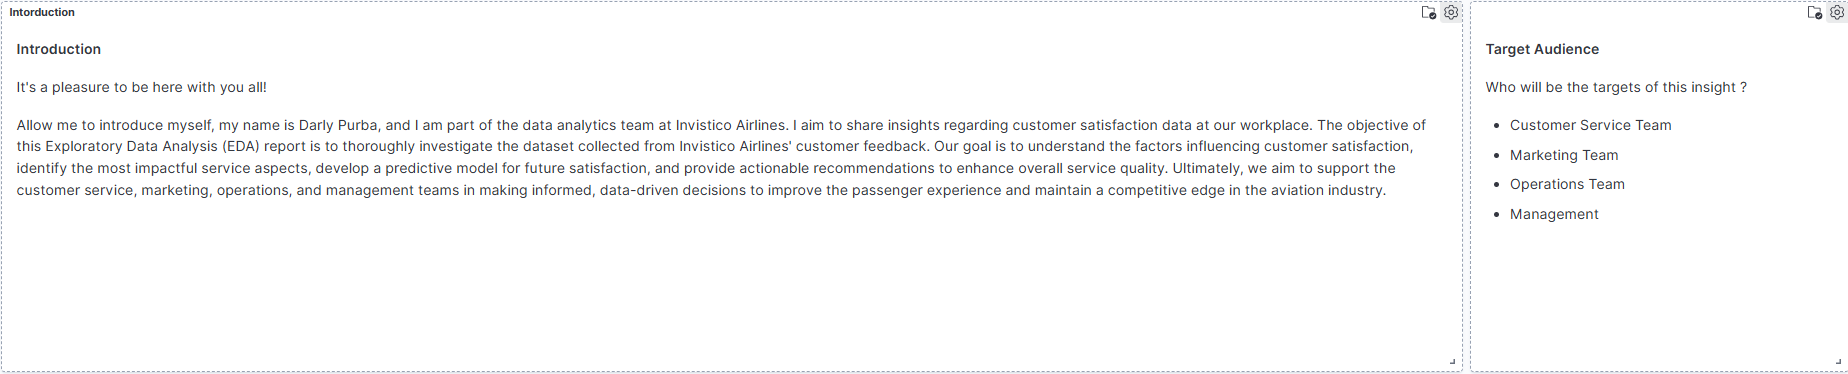 Intorduction
Introduction
It's a pleasure to be here with you all!
Allow me to introduce myself, my name is Darly Purba, and I am part of the data analytics team at Invistico Airlines. I aim to share insights regarding customer satisfaction data at our workplace. The objective of
this Exploratory Data Analysis (EDA) report is to thoroughly investigate the dataset collected from Invistico Airlines' customer feedback. Our goal is to understand the factors influencing customer satisfaction,
identify the most impactful service aspects, develop a predictive model for future satisfaction, and provide actionable recommendations to enhance overall service quality. Ultimately, we aim to support the
customer service, marketing, operations, and management teams in making informed, data-driven decisions to improve the passenger experience and maintain a competitive edge in the aviation industry.
Target Audience
Who will be the targets of this insight ?
• Customer Service Team
• Marketing Team
• Operations Team
• Management